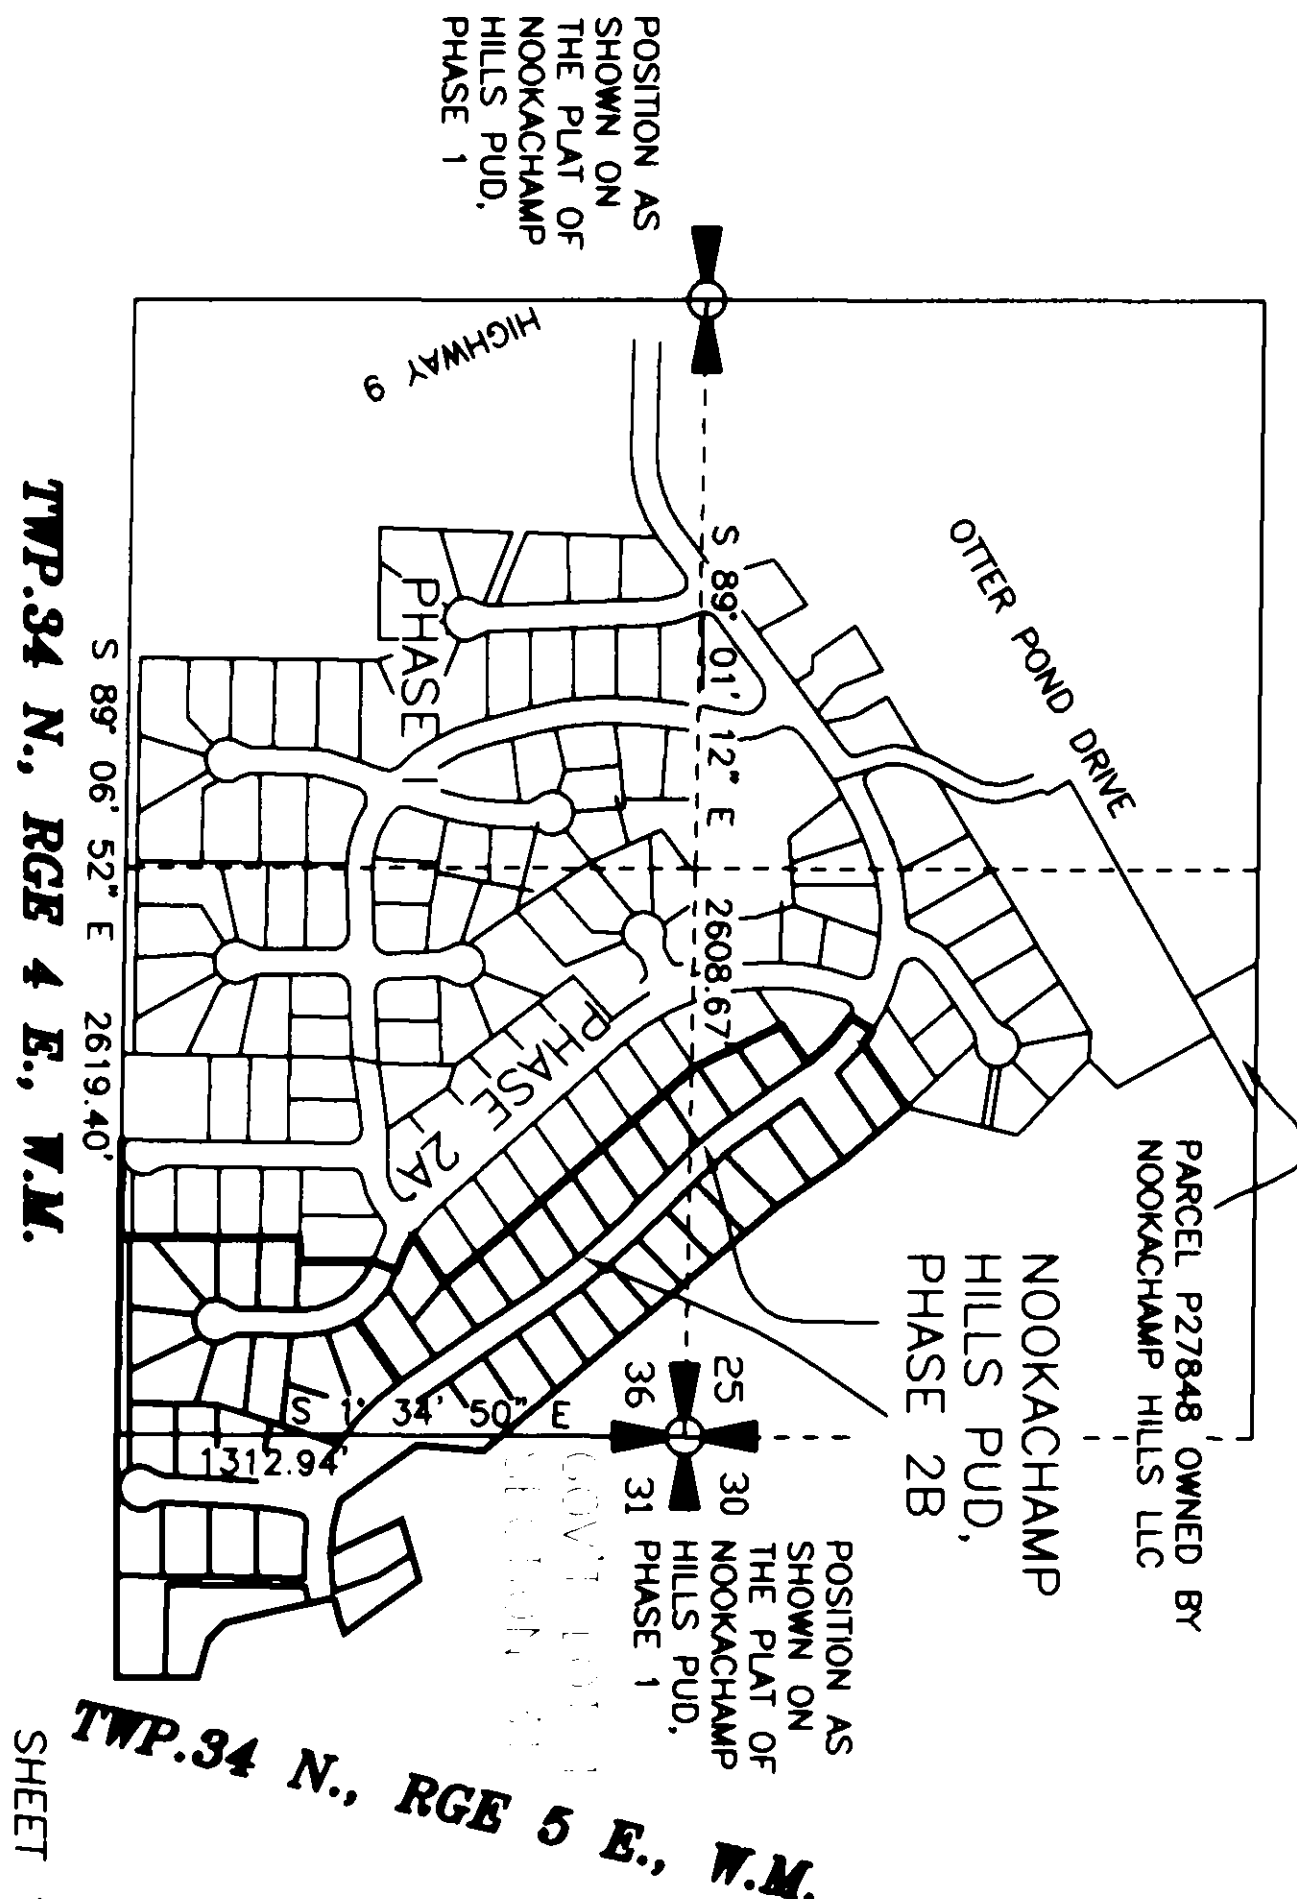 POSITION AS
SHOWN ON
THE PLAT OF
NOOKACHAMP
HILLS PUD,
PHASE 1
HIGHWAY 9
OTTER POND DRIVE
PARCEL P27848 OWNED BY
NOOKACHAMP HILLS LLC
NOOKACHAMP
HILLS PUD,
PHASE 2B
S 89° 01' 12" E 2608.67'
PHASE I
PHASE 2A
25 30
36 31
POSITION AS
SHOWN ON
THE PLAT OF
NOOKACHAMP
HILLS PUD,
PHASE 1
GOV'T LOT
S 1° 34' 50" E
1312.94'
S 89° 06' 52" E 2619.40'
TWP.34 N., RGE 4 E., W.M.
TWP.34 N., RGE 5 E., W.M.
SHEET